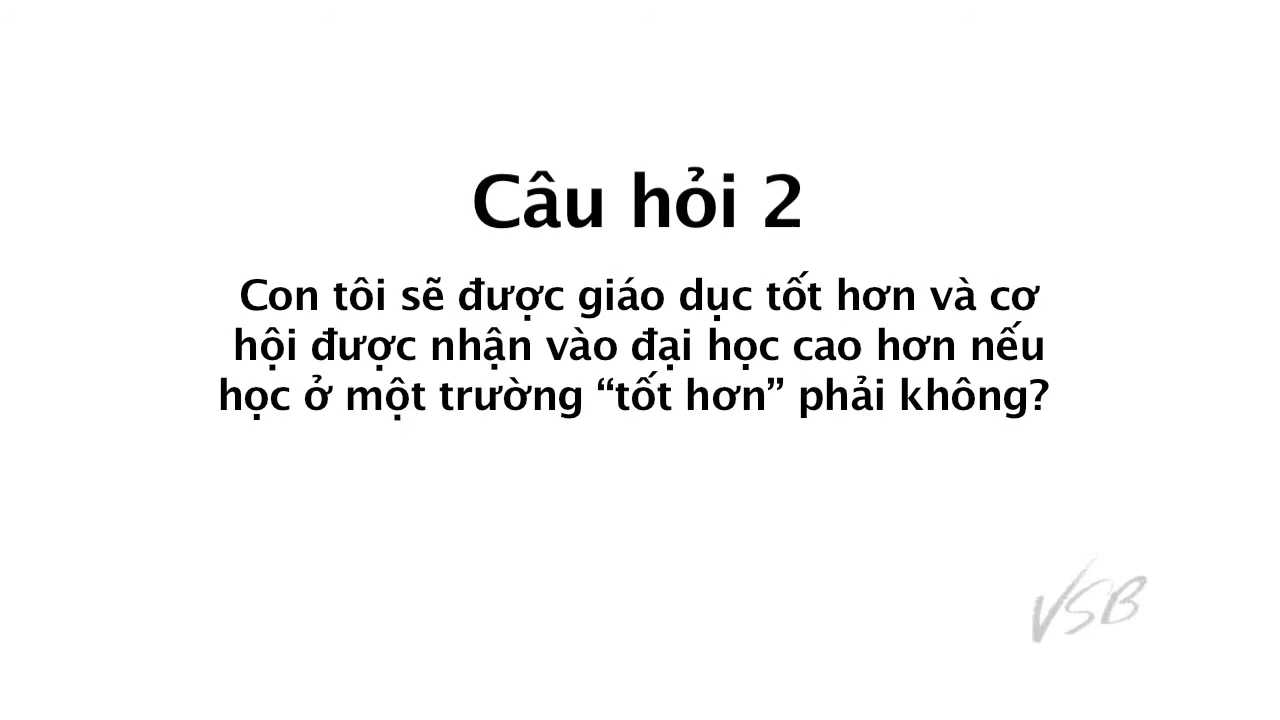 Câu hỏi 2
Con tôi sẽ được giáo dục tốt hơn và cơ
hội được nhận vào đại học cao hơn nếu
học ở một trường “tốt hơn” phải không?
VSB